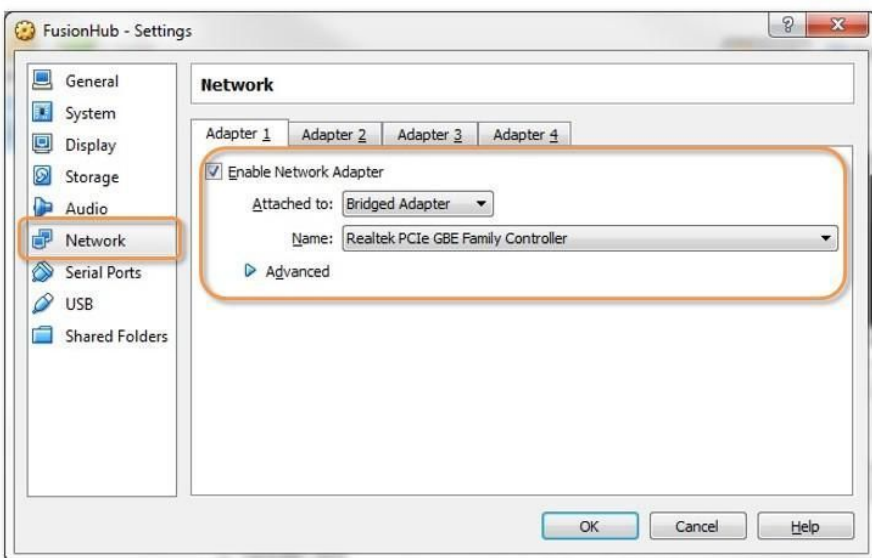 FusionHub - Settings
General
System
Display
Storage
Audio
Network
Serial Ports
USB
Shared Folders
Network
Adapter 1 Adapter 2 Adapter 3 Adapter 4
Enable Network Adapter
Attached to: Bridged Adapter
Name: Realtek PCIe GBE Family Controller
Advanced
OK Cancel Help